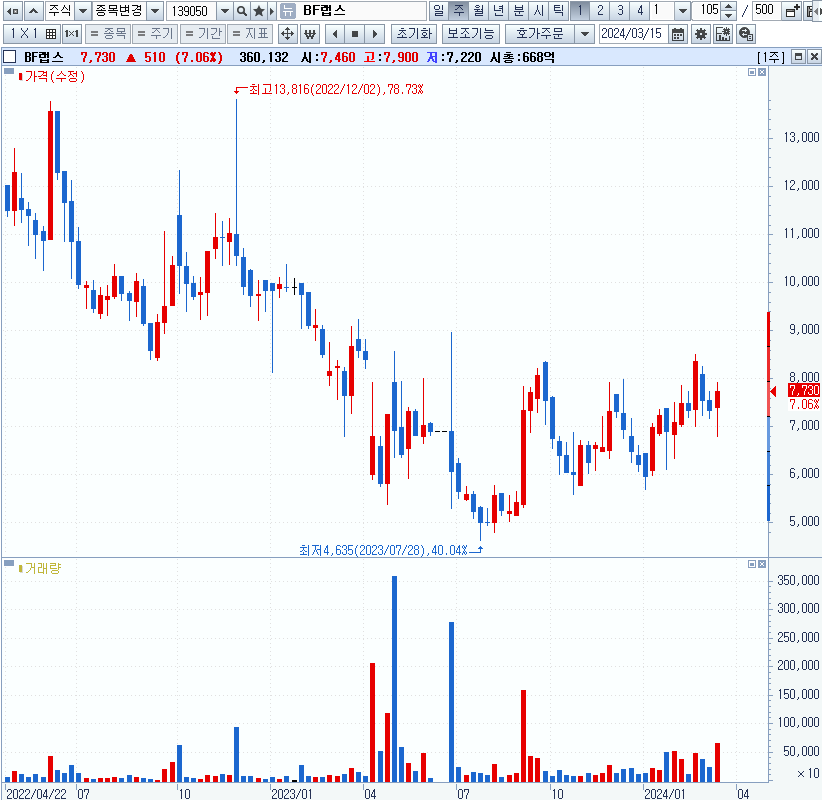 주식 종목변경 139050 뉴 BF랩스 일 주 월 년 분 시 틱 1 2 3 4 1 105 / 500
1X1 1×1 = 종목 = 주기 = 기간 = 지표 ₩ 초기화 보조기능 호가주문 2024/03/15
BF랩스 7,730 ▲ 510 (7.06%) 360,132 시:7,460 고:7,900 저:7,220 시총:668억 [1주]
가격(수정)
최고13,816(2022/12/02),78.73%
13,000
12,000
11,000
10,000
9,000
8,000
7,730
7.06%
7,000
6,000
5,000
최저4,635(2023/07/28),40.04%
거래량
350,000
300,000
250,000
200,000
150,000
100,000
50,000
×10
2022/04/22 07 10 2023/01 04 07 10 2024/01 04